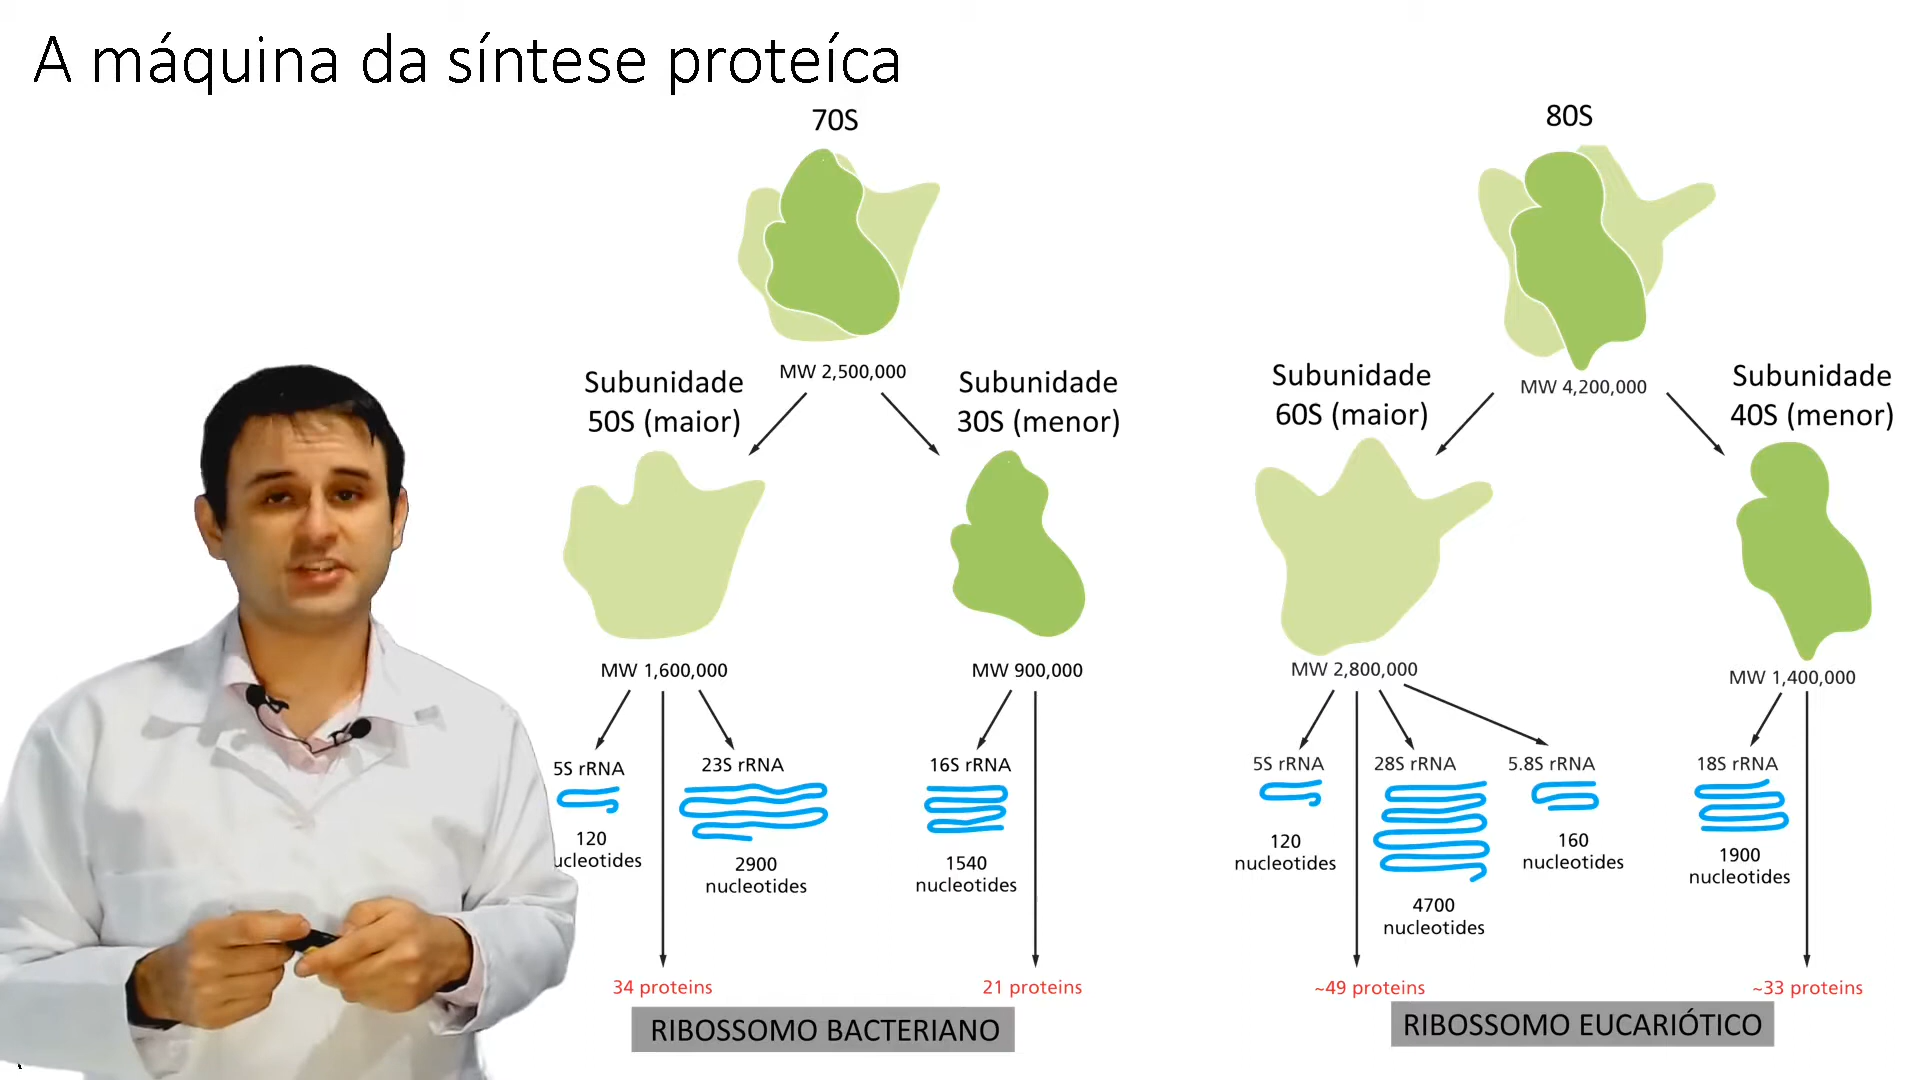 A máquina da síntese proteíca
70S
MW 2,500,000
Subunidade
50S (maior)
Subunidade
30S (menor)
MW 1,600,000
MW 900,000
5S rRNA
120
ucleotides
23S rRNA
2900
nucleotides
16S rRNA
1540
nucleotides
34 proteins
21 proteins
RIBOSSOMO BACTERIANO
80S
MW 4,200,000
Subunidade
60S (maior)
Subunidade
40S (menor)
MW 2,800,000
MW 1,400,000
5S rRNA
120
nucleotides
28S rRNA
4700
nucleotides
5.8S rRNA
160
nucleotides
18S rRNA
1900
nucleotides
~49 proteins
~33 proteins
RIBOSSOMO EUCARIÓTICO